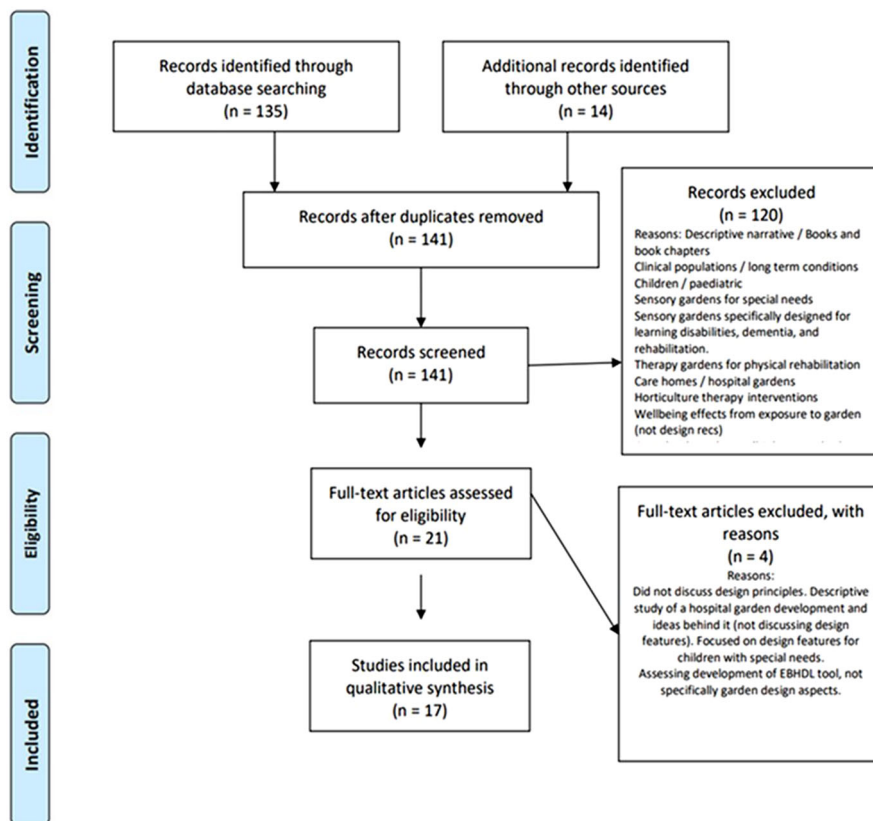 Identification
Records identified through
database searching
(n = 135)
Additional records identified
through other sources
(n = 14)
Records after duplicates removed
(n = 141)
Screening
Records screened
(n = 141)
Records excluded
(n = 120)
Reasons: Descriptive narrative / Books and
book chapters
Clinical populations / long term conditions
Children / paediatric
Sensory gardens for special needs
Sensory gardens specifically designed for
learning disabilities, dementia, and
rehabilitation.
Therapy gardens for physical rehabilitation
Care homes / hospital gardens
Horticulture therapy interventions
Wellbeing effects from exposure to garden
(not design recs)
Eligibility
Full-text articles assessed
for eligibility
(n = 21)
Full-text articles excluded, with
reasons
(n = 4)
Reasons:
Did not discuss design principles. Descriptive
study of a hospital garden development and
ideas behind it (not discussing design
features). Focused on design features for
children with special needs.
Assessing development of EBHDL tool, not
specifically garden design aspects.
Included
Studies included in
qualitative synthesis
(n = 17)